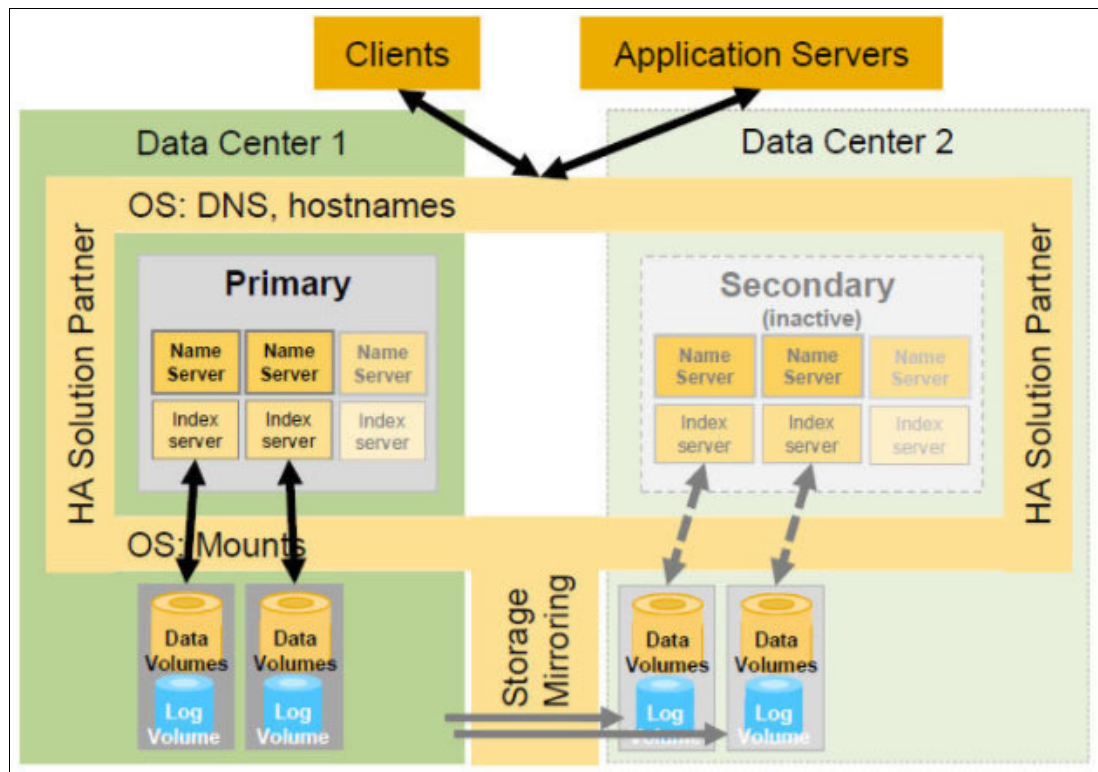 Clients
Application Servers
Data Center 1
Data Center 2
OS: DNS, hostnames
HA Solution Partner
HA Solution Partner
Primary
Name
Server
Name
Server
Name
Server
Index
server
Index
server
Index
server
Secondary
(inactive)
Name
Server
Name
Server
Name
Server
Index
server
Index
server
Index
server
OS: Mounts
Storage
Mirroring
Data
Volumes
Log
Volume
Data
Volumes
Log
Volume
Data
Volumes
Log
Volume
Data
Volumes
Log
Volume